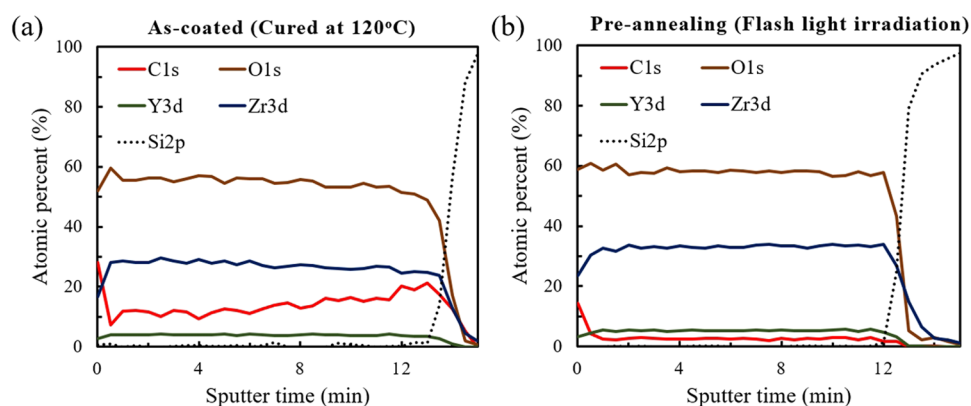 (a)
As-coated (Cured at 120°C)
100
80
60
40
20
0
Atomic percent (%)
C1s
O1s
Y3d
Zr3d
Si2p
0
4
8
12
Sputter time (min)
(b)
Pre-annealing (Flash light irradiation)
100
80
60
40
20
0
Atomic percent (%)
C1s
O1s
Y3d
Zr3d
Si2p
0
4
8
12
Sputter time (min)